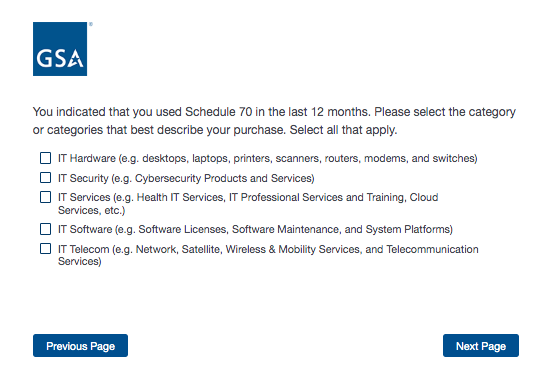 GSA
You indicated that you used Schedule 70 in the last 12 months. Please select the category
or categories that best describe your purchase. Select all that apply.
IT Hardware (e.g. desktops, laptops, printers, scanners, routers, modems, and switches)
IT Security (e.g. Cybersecurity Products and Services)
IT Services (e.g. Health IT Services, IT Professional Services and Training, Cloud
Services, etc.)
IT Software (e.g. Software Licenses, Software Maintenance, and System Platforms)
IT Telecom (e.g. Network, Satellite, Wireless & Mobility Services, and Telecommunication
Services)
Previous Page
Next Page